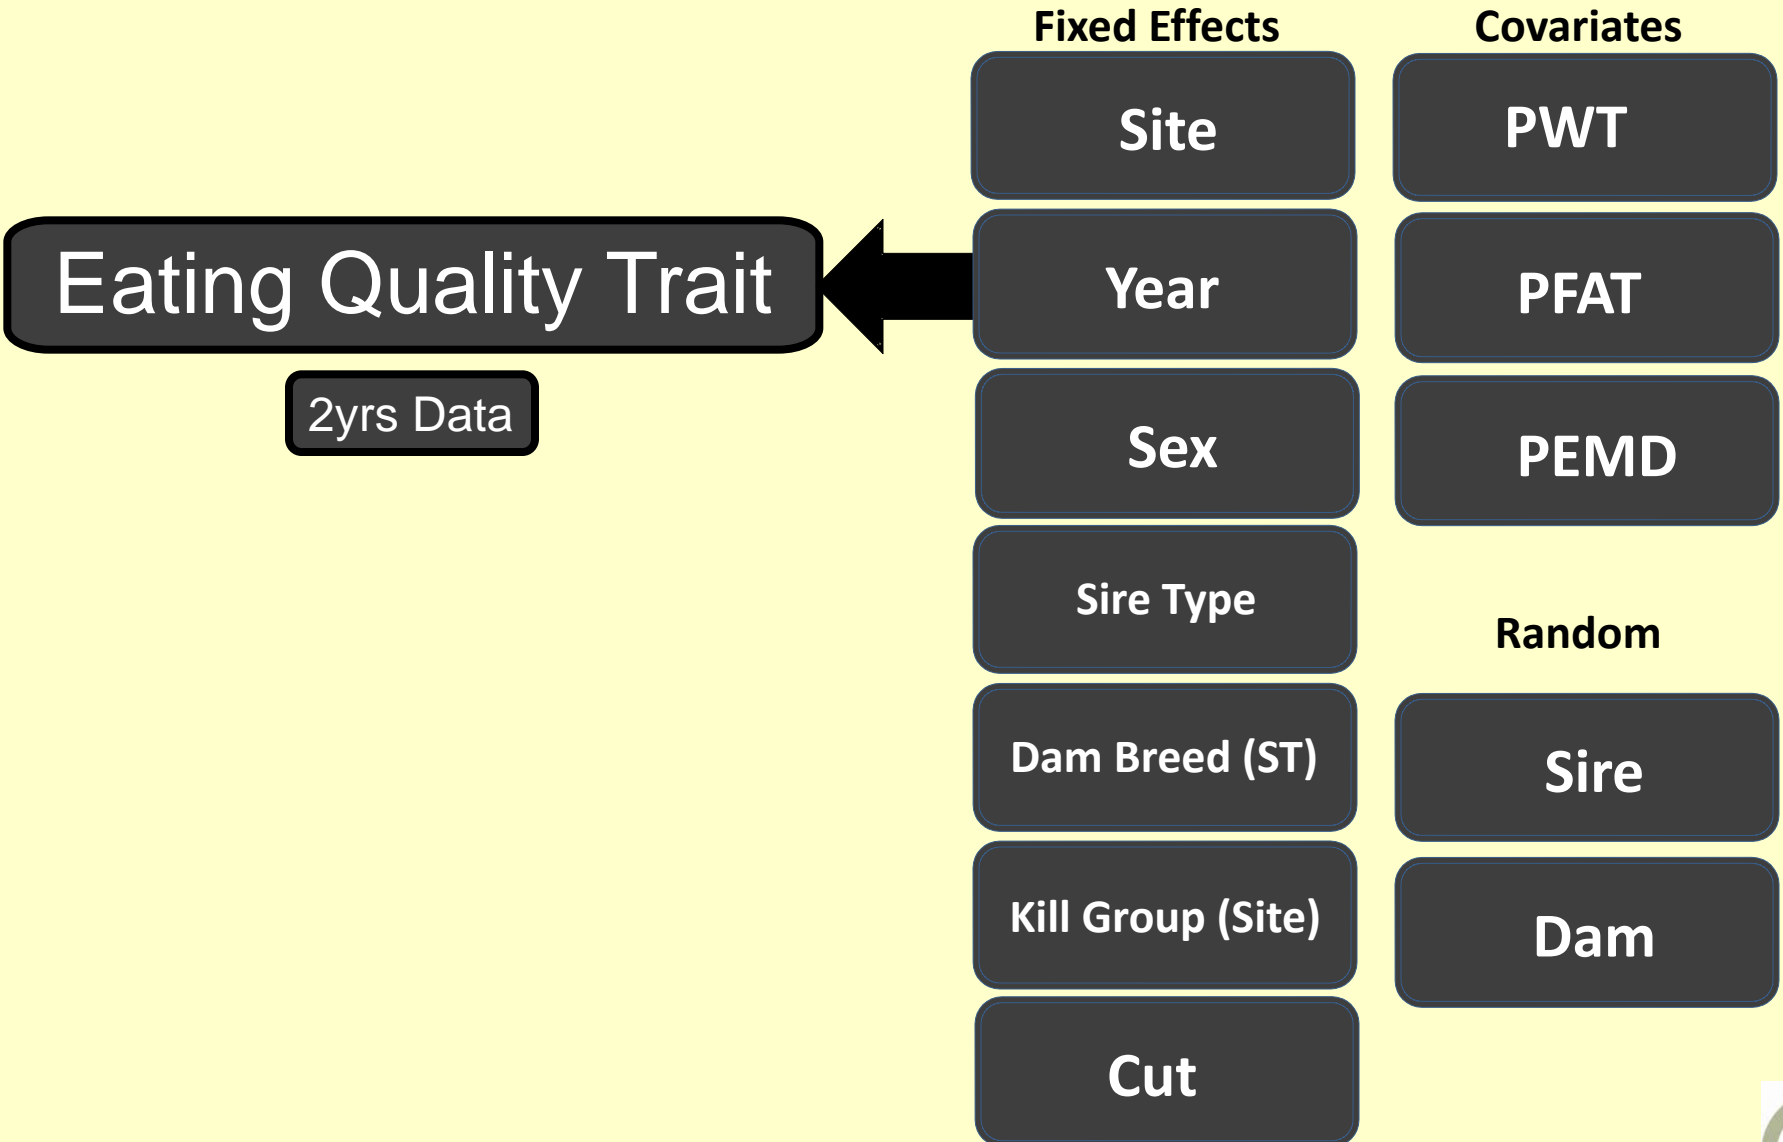 Eating Quality Trait
2yrs Data
Fixed Effects
Site
Year
Sex
Sire Type
Dam Breed (ST)
Kill Group (Site)
Cut
Covariates
PWT
PFAT
PEMD
Random
Sire
Dam